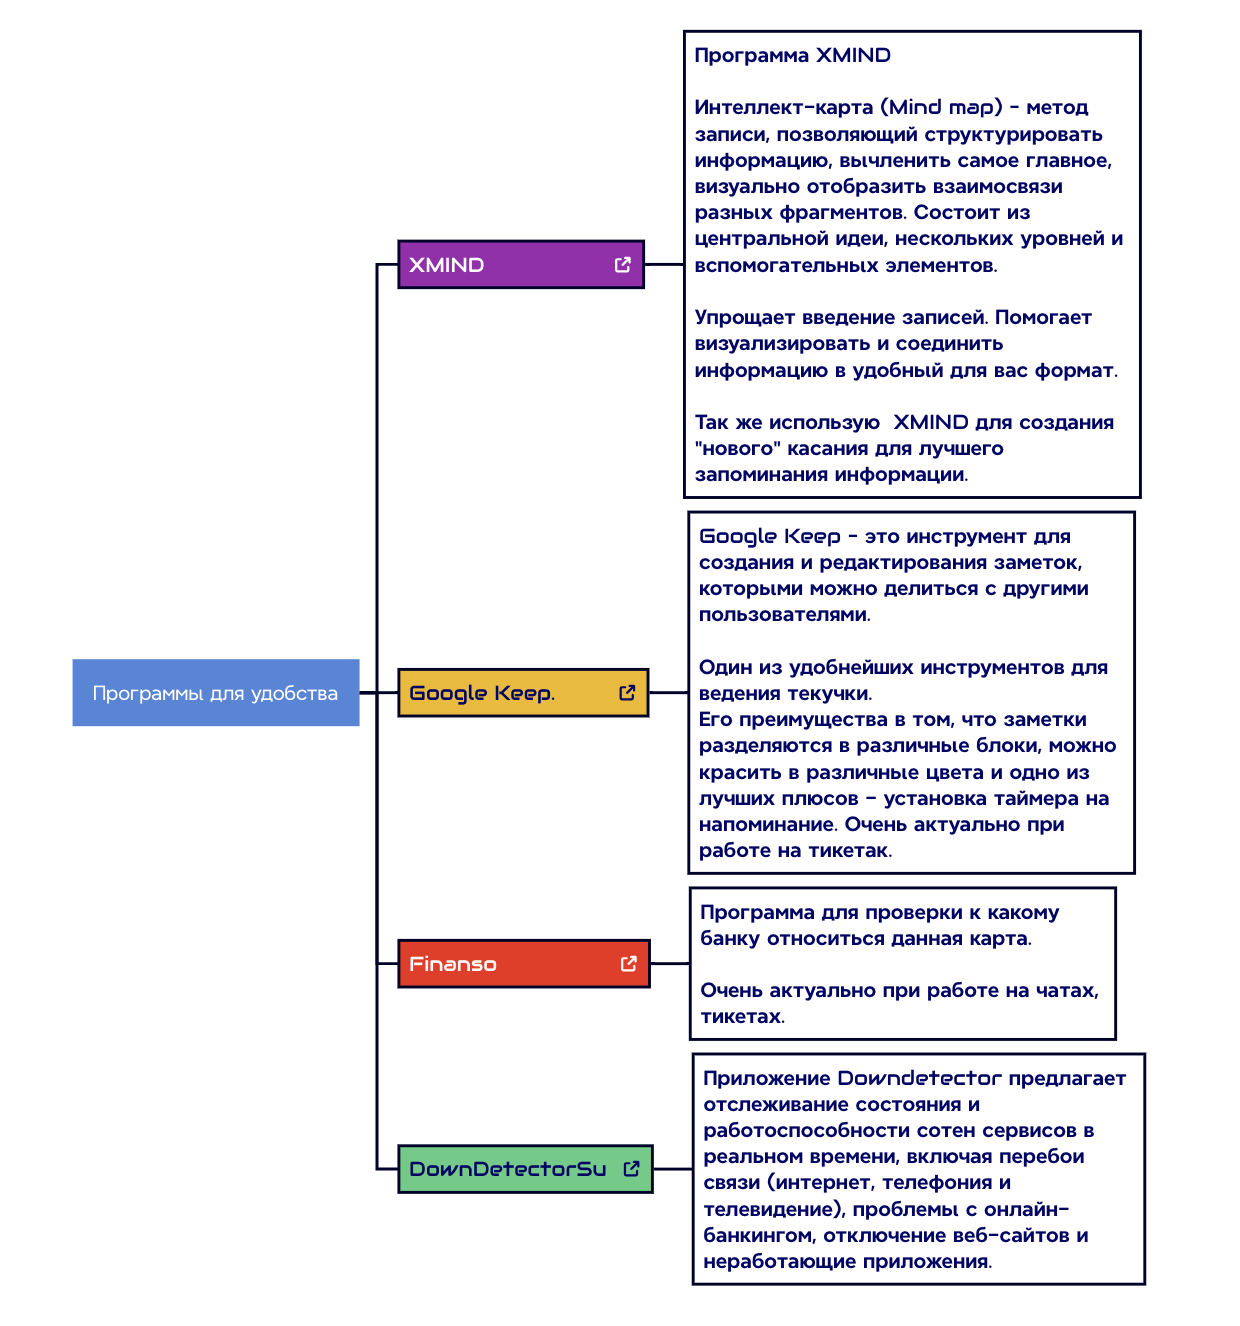 Программа XMIND
Интеллект-карта (Mind map) - метод
записи, позволяющий структурировать
информацию, вычленить самое главное,
визуально отобразить взаимосвязи
разных фрагментов. Состоит из
центральной идеи, нескольких уровней и
вспомогательных элементов.
Упрощает введение записей. Помогает
визуализировать и соединить
информацию в удобный для вас формат.
Так же использую  XMIND для создания
"нового" касания для лучшего
запоминания информации.
XMIND
Google Keep - это инструмент для
создания и редактирования заметок,
которыми можно делиться с другими
пользователями.
Один из удобнейших инструментов для
ведения текучки.
Его преимущества в том, что заметки
разделяются в различные блоки, можно
красить в различные цвета и одно из
лучших плюсов - установка таймера на
напоминание. Очень актуально при
работе на тикетак.
Программы для удобства
Google Keep.
Программа для проверки к какому
банку относиться данная карта.
Очень актуально при работе на чатах,
тикетах.
Finanso
Приложение Downdetector предлагает
отслеживание состояния и
работоспособности сотен сервисов в
реальном времени, включая перебои
связи (интернет, телефония и
телевидение), проблемы с онлайн-
банкингом, отключение веб-сайтов и
неработающие приложения.
DownDetectorSu